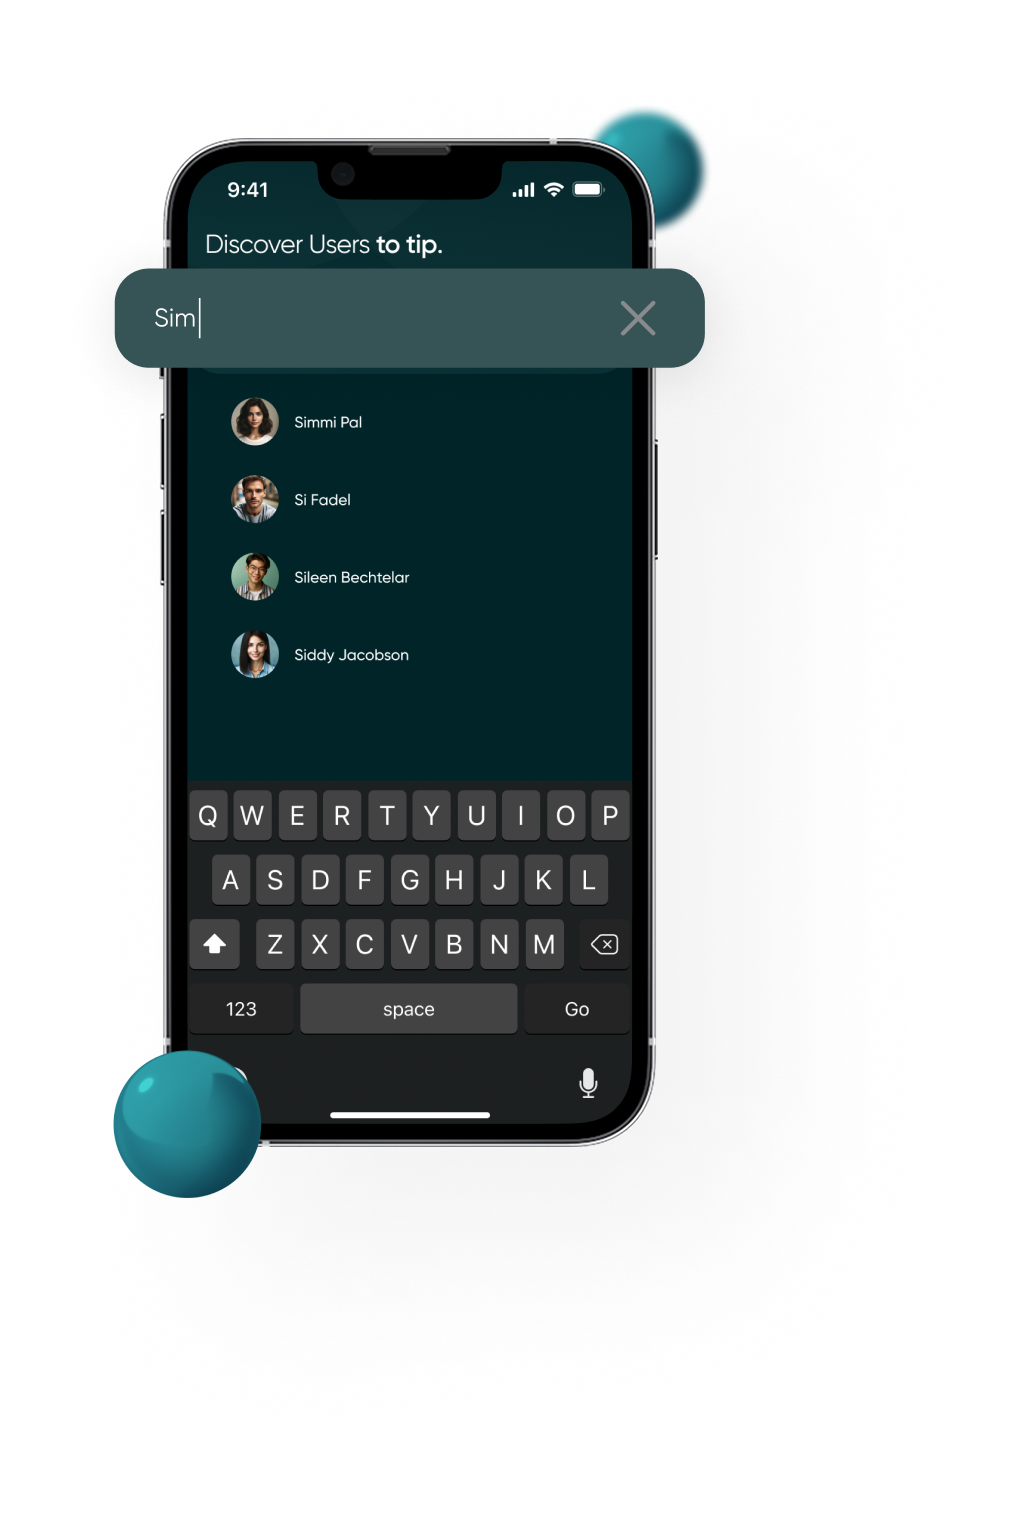 9:41
Discover Users to tip.
Sim
Simmi Pal
Si Fadel
Sileen Bechtelar
Siddy Jacobson
Q W E R T Y U I O P
A S D F G H J K L
Z X C V B N M
123 space Go